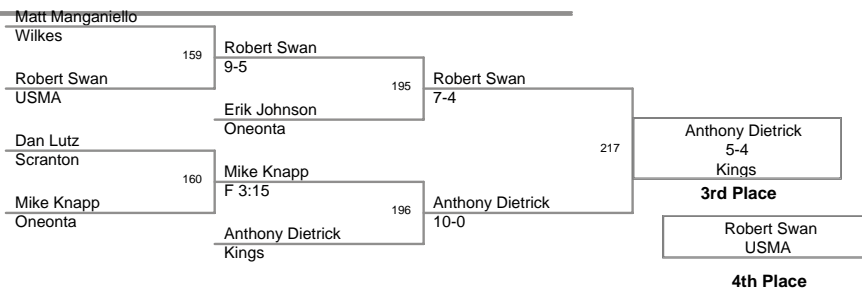 Matt Manganiello
Wilkes
159
Robert Swan
USMA
Robert Swan
9-5
195
Erik Johnson
Oneonta
Robert Swan
7-4
Dan Lutz
Scranton
160
Mike Knapp
Oneonta
Mike Knapp
F 3:15
196
Anthony Dietrick
Kings
Anthony Dietrick
10-0
217
Anthony Dietrick
5-4
Kings
3rd Place
Robert Swan
USMA
4th Place